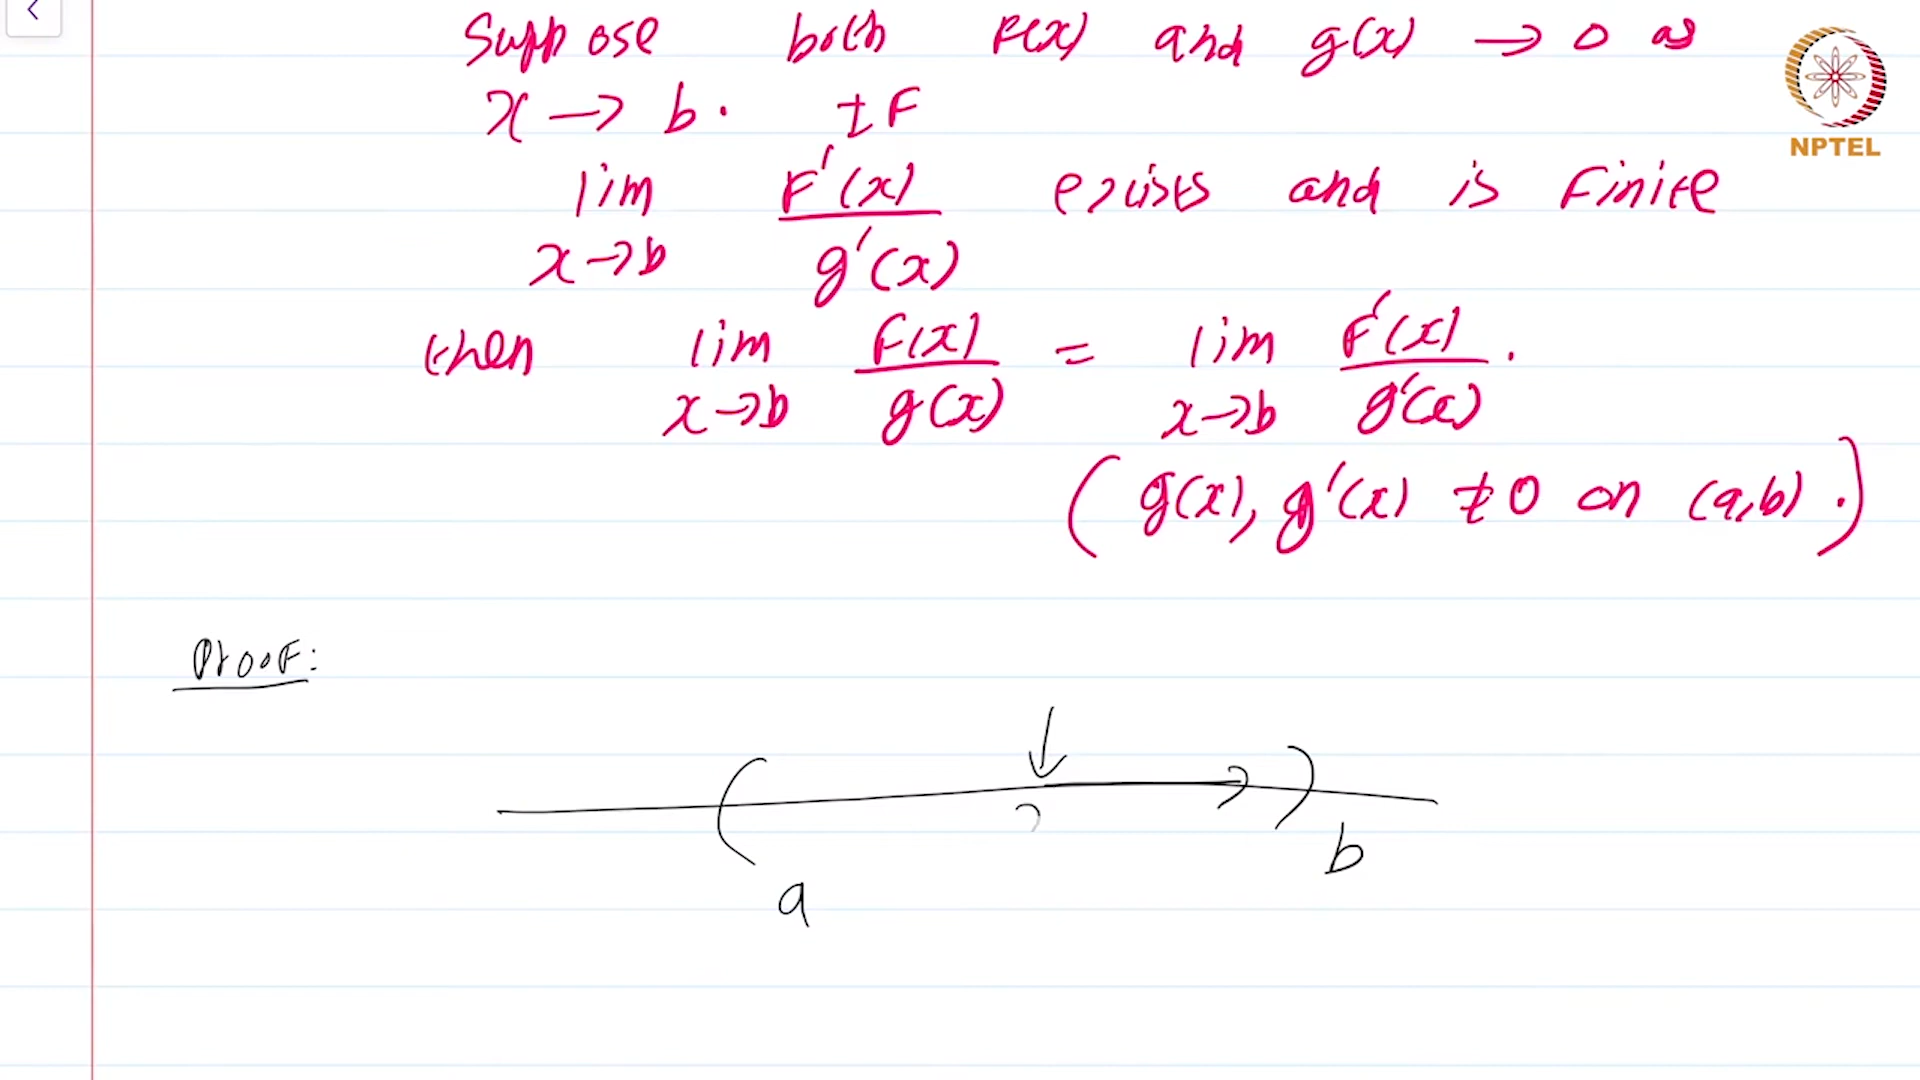 Suppose both F(x) and g(x) → 0 as
x → b. IF
lim F'(x)/g'(x) exists and is Finite
x→b
then lim F(x)/g(x) = lim F'(x)/g'(x).
x→b x→b
(g(x), g'(x) ≠ 0 on (a,b).)
Proof:
a b
NPTEL